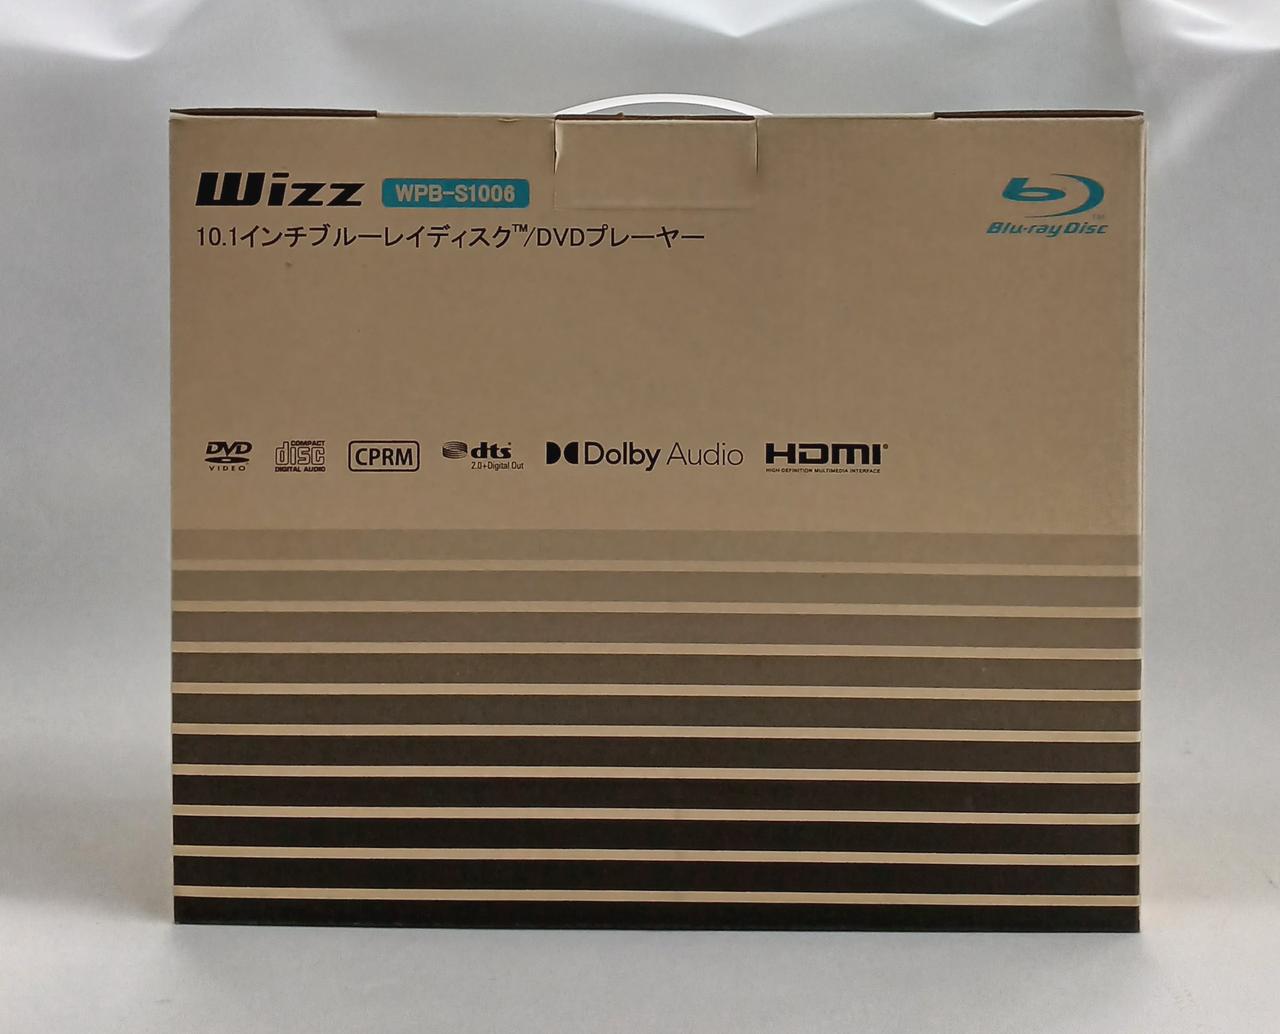 Wizz WPB-S1006
10.1インチブルーレイディスク™/DVDプレーヤー
Blu-ray Disc™
DVD VIDEO
COMPACT disc DIGITAL AUDIO
CPRM
dts 2.0+Digital Out
Dolby Audio
HDMI®
HIGH-DEFINITION MULTIMEDIA INTERFACE